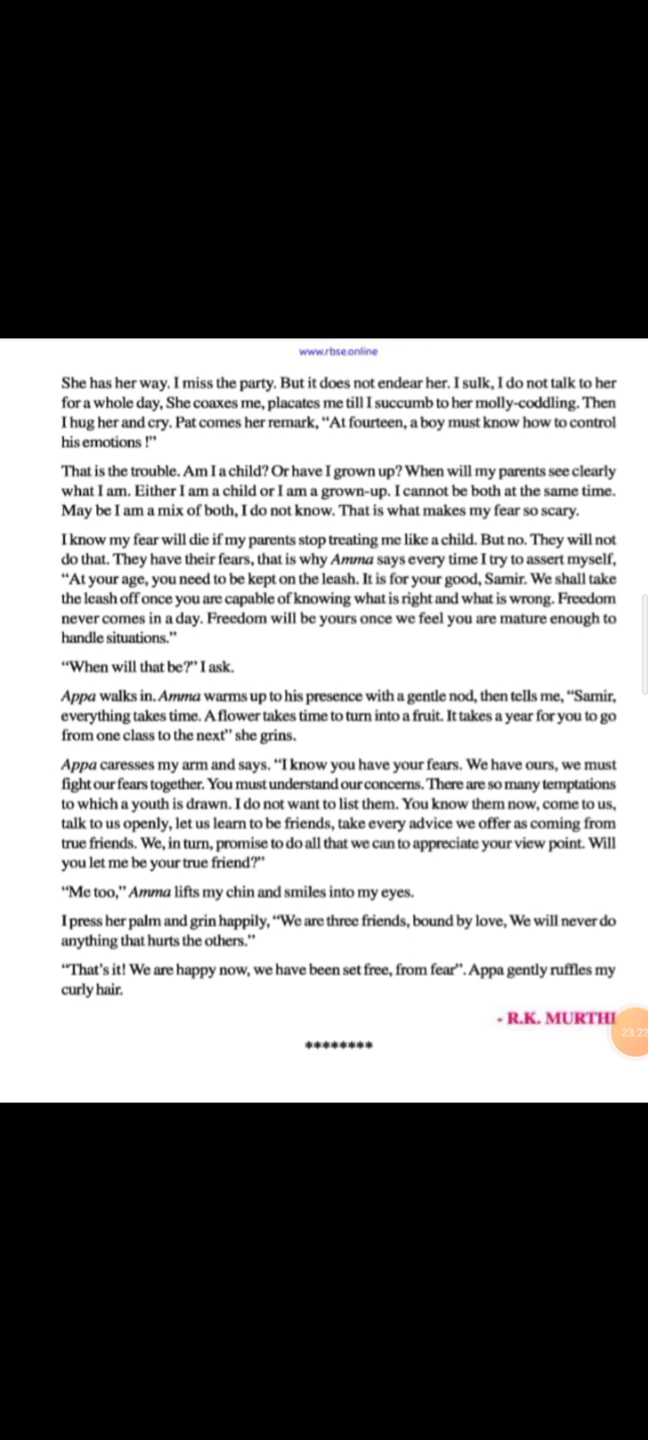 www.rbse.online
She has her way. I miss the party. But it does not endear her. I sulk, I do not talk to her
for a whole day, She coaxes me, placates me till I succumb to her molly-coddling. Then
I hug her and cry. Pat comes her remark, “At fourteen, a boy must know how to control
his emotions !”
That is the trouble. Am I a child? Or have I grown up? When will my parents see clearly
what I am. Either I am a child or I am a grown-up. I cannot be both at the same time.
May be I am a mix of both, I do not know. That is what makes my fear so scary.
I know my fear will die if my parents stop treating me like a child. But no. They will not
do that. They have their fears, that is why Amma says every time I try to assert myself,
“At your age, you need to be kept on the leash. It is for your good, Samir. We shall take
the leash off once you are capable of knowing what is right and what is wrong. Freedom
never comes in a day. Freedom will be yours once we feel you are mature enough to
handle situations.”
“When will that be?” I ask.
Appa walks in. Amma warms up to his presence with a gentle nod, then tells me, “Samir,
everything takes time. A flower takes time to turn into a fruit. It takes a year for you to go
from one class to the next” she grins.
Appa caresses my arm and says. “I know you have your fears. We have ours, we must
fight our fears together. You must understand our concerns. There are so many temptations
to which a youth is drawn. I do not want to list them. You know them now, come to us,
talk to us openly, let us learn to be friends, take every advice we offer as coming from
true friends. We, in turn, promise to do all that we can to appreciate your view point. Will
you let me be your true friend?”
“Me too,” Amma lifts my chin and smiles into my eyes.
I press her palm and grin happily, “We are three friends, bound by love, We will never do
anything that hurts the others.”
“That’s it! We are happy now, we have been set free, from fear”. Appa gently ruffles my
curly hair.
- R.K. MURTHI
23:22
********